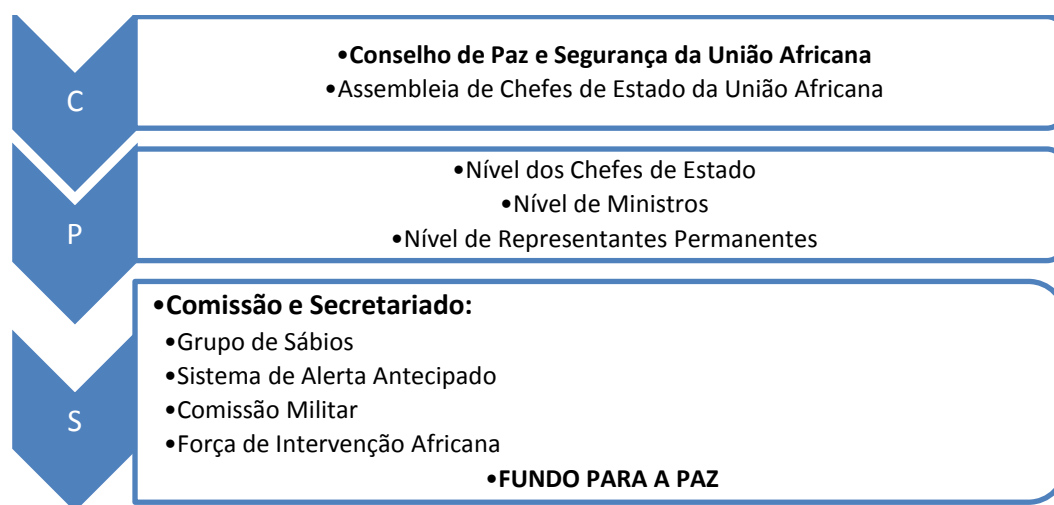 C
•Conselho de Paz e Segurança da União Africana
•Assembleia de Chefes de Estado da União Africana
P
•Nível dos Chefes de Estado
•Nível de Ministros
•Nível de Representantes Permanentes
S
•Comissão e Secretariado:
•Grupo de Sábios
•Sistema de Alerta Antecipado
•Comissão Militar
•Força de Intervenção Africana
•FUNDO PARA A PAZ